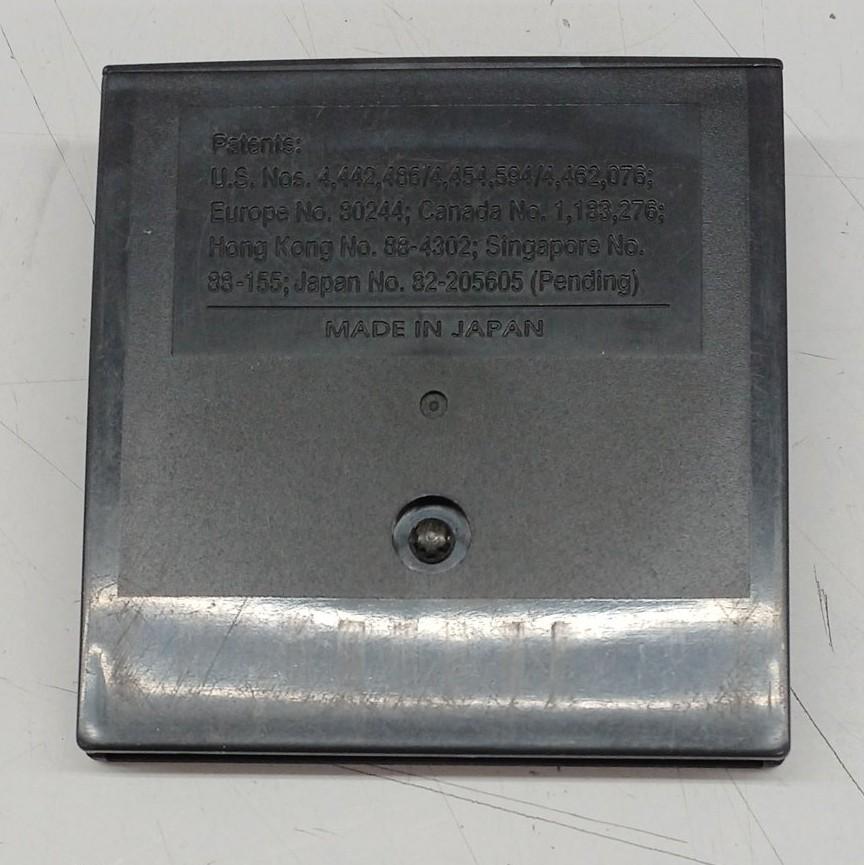 Patents:
U.S. Nos. 4,442,486/4,454,594/4,462,076;
Europe No. 80244; Canada No. 1,183,276;
Hong Kong No. 88-4302; Singapore No.
88-155; Japan No. 82-205605 (Pending)
MADE IN JAPAN